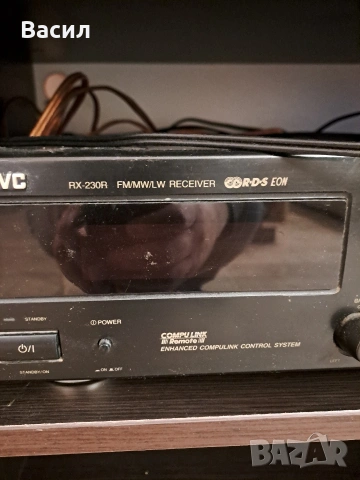 Васил
VC
RX-230R FM/MW/LW RECEIVER R·D·S EON
STANDBY
POWER
STANDBY/ON
ON OFF
COMPU LINK
Remote
ENHANCED COMPULINK CONTROL SYSTEM
BAZAR